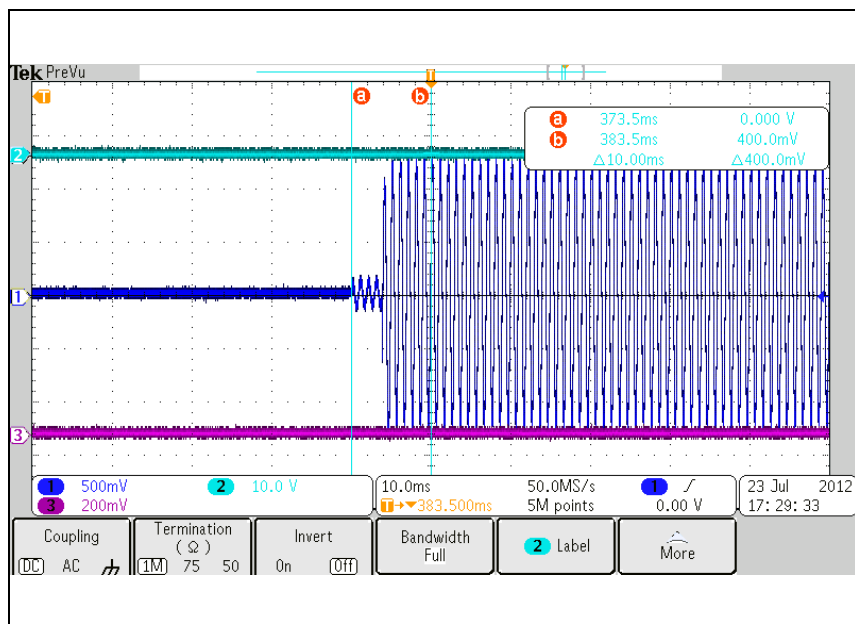 Tek PreVu
T
T a b
a 373.5ms 0.000 V
b 383.5ms 400.0mV
Δ10.00ms Δ400.0mV
2
1
3
1 500mV 2 10.0 V
3 200mV
10.0ms 50.0MS/s
T→▼383.500ms 5M points
1 0.00 V
23 Jul 2012
17:29:33
Coupling
DC AC
Termination
(Ω)
1M 75 50
Invert
On Off
Bandwidth
Full
2 Label
More